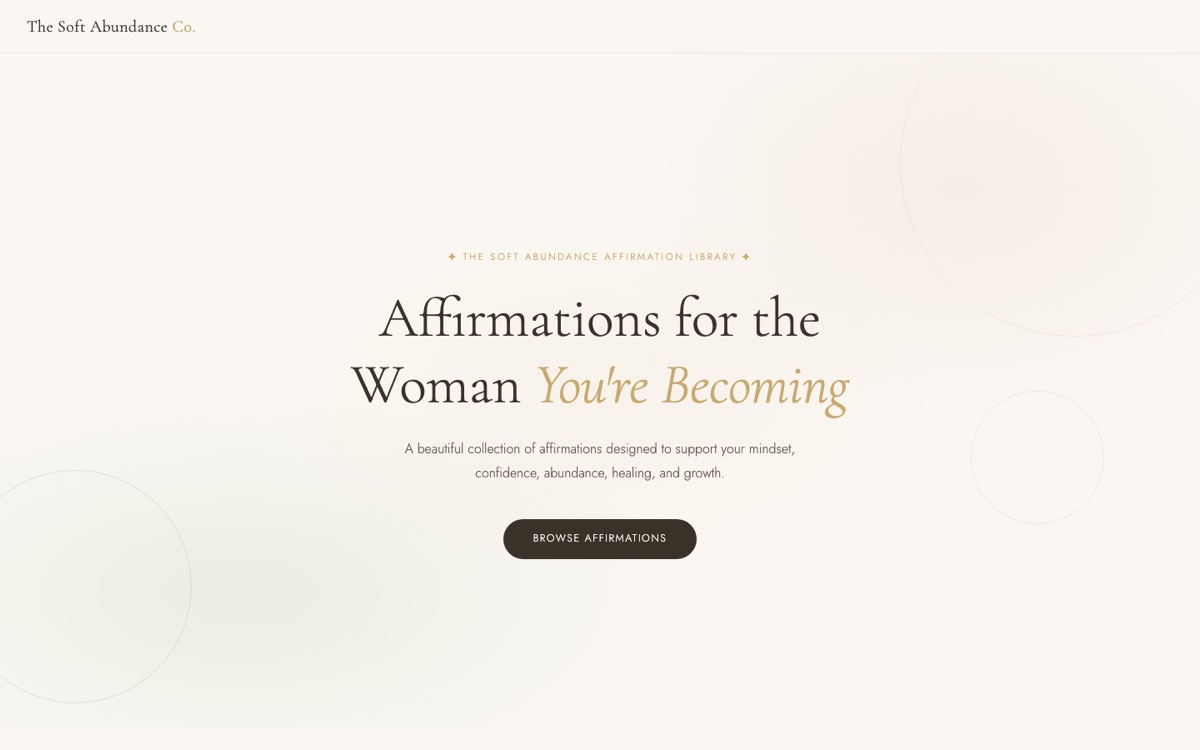 The Soft Abundance Co.
✦ THE SOFT ABUNDANCE AFFIRMATION LIBRARY ✦
Affirmations for the
Woman You're Becoming
A beautiful collection of affirmations designed to support your mindset,
confidence, abundance, healing, and growth.
BROWSE AFFIRMATIONS